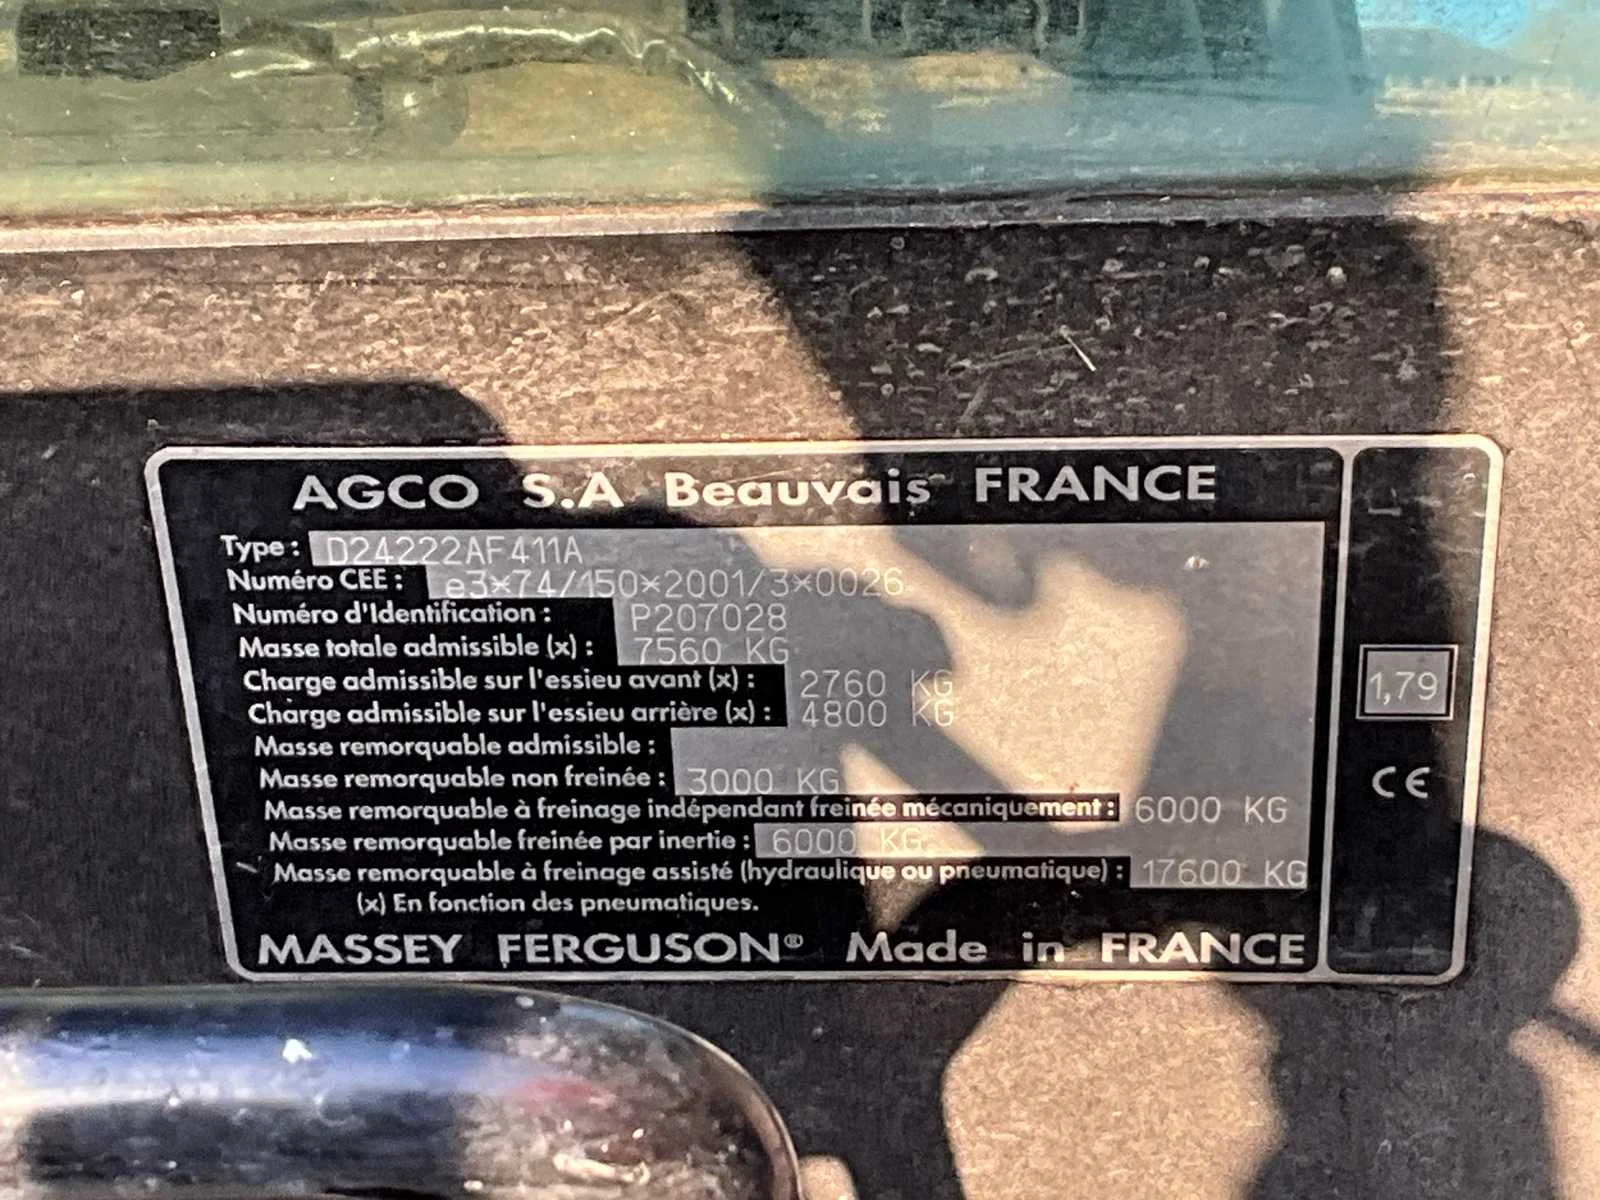 AGCO S.A Beauvais FRANCE
Type : D24222AF411A
Numéro CEE : e3*74/150*2001/3*0026
Numéro d'Identification : P207028
Masse totale admissible (x) : 7560 KG
Charge admissible sur l'essieu avant (x) : 2760 KG
Charge admissible sur l'essieu arrière (x) : 4800 KG
Masse remorquable admissible :
Masse remorquable non freinée : 3000 KG
Masse remorquable à freinage indépendant freinée mécaniquement : 6000 KG
Masse remorquable freinée par inertie : 6000 KG
Masse remorquable à freinage assisté (hydraulique ou pneumatique) : 17600 KG
(x) En fonction des pneumatiques.
MASSEY FERGUSON® Made in FRANCE
1,79
CE